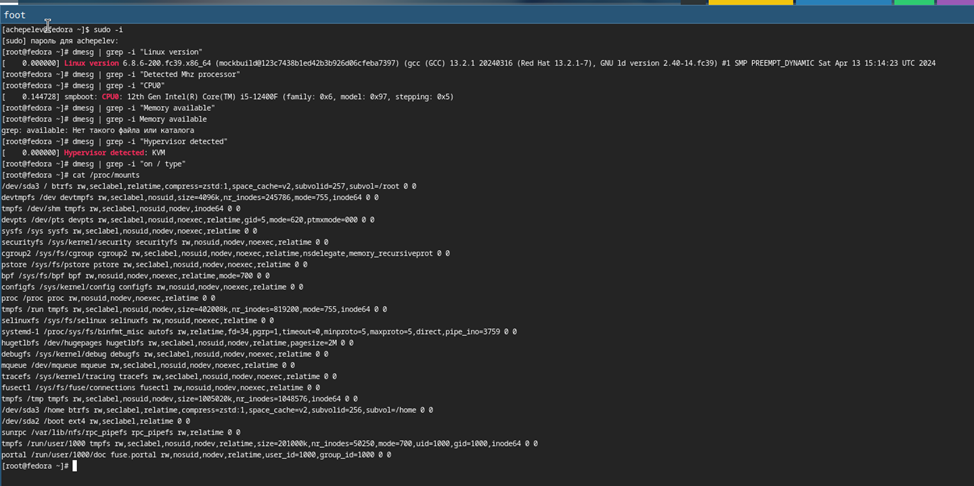 foot
[achepelev@fedora ~]$ sudo -i
[sudo] пароль для achepelev:
[root@fedora ~]# dmesg | grep -i "Linux version"
[    0.000000] Linux version 6.8.6-200.fc39.x86_64 (mockbuild@123c7438b1ed42b3b926d06cfeba7397) (gcc (GCC) 13.2.1 20240316 (Red Hat 13.2.1-7), GNU ld version 2.40-14.fc39) #1 SMP PREEMPT_DYNAMIC Sat Apr 13 15:14:23 UTC 2024
[root@fedora ~]# dmesg | grep -i "Detected Mhz processor"
[root@fedora ~]# dmesg | grep -i "CPU0"
[    0.144728] smpboot: CPU0: 12th Gen Intel(R) Core(TM) i5-12400F (family: 0x6, model: 0x97, stepping: 0x5)
[root@fedora ~]# dmesg | grep -i "Memory available"
[root@fedora ~]# dmesg | grep -i Memory available
grep: available: Нет такого файла или каталога
[root@fedora ~]# dmesg | grep -i "Hypervisor detected"
[    0.000000] Hypervisor detected: KVM
[root@fedora ~]# dmesg | grep -i "on / type"
[root@fedora ~]# cat /proc/mounts
/dev/sda3 / btrfs rw,seclabel,relatime,compress=zstd:1,space_cache=v2,subvolid=257,subvol=/root 0 0
devtmpfs /dev devtmpfs rw,seclabel,nosuid,size=4096k,nr_inodes=245786,mode=755,inode64 0 0
tmpfs /dev/shm tmpfs rw,seclabel,nosuid,nodev,inode64 0 0
devpts /dev/pts devpts rw,seclabel,nosuid,noexec,relatime,gid=5,mode=620,ptmxmode=000 0 0
sysfs /sys sysfs rw,seclabel,nosuid,nodev,noexec,relatime 0 0
securityfs /sys/kernel/security securityfs rw,nosuid,nodev,noexec,relatime 0 0
cgroup2 /sys/fs/cgroup cgroup2 rw,seclabel,nosuid,nodev,noexec,relatime,nsdelegate,memory_recursiveprot 0 0
pstore /sys/fs/pstore pstore rw,seclabel,nosuid,nodev,noexec,relatime 0 0
bpf /sys/fs/bpf bpf rw,nosuid,nodev,noexec,relatime,mode=700 0 0
configfs /sys/kernel/config configfs rw,nosuid,nodev,noexec,relatime 0 0
proc /proc proc rw,nosuid,nodev,noexec,relatime 0 0
tmpfs /run tmpfs rw,seclabel,nosuid,nodev,size=402008k,nr_inodes=819200,mode=755,inode64 0 0
selinuxfs /sys/fs/selinux selinuxfs rw,nosuid,noexec,relatime 0 0
systemd-1 /proc/sys/fs/binfmt_misc autofs rw,relatime,fd=34,pgrp=1,timeout=0,minproto=5,maxproto=5,direct,pipe_ino=3759 0 0
hugetlbfs /dev/hugepages hugetlbfs rw,seclabel,nosuid,nodev,relatime,pagesize=2M 0 0
debugfs /sys/kernel/debug debugfs rw,seclabel,nosuid,nodev,noexec,relatime 0 0
mqueue /dev/mqueue mqueue rw,seclabel,nosuid,nodev,noexec,relatime 0 0
tracefs /sys/kernel/tracing tracefs rw,seclabel,nosuid,nodev,noexec,relatime 0 0
fusectl /sys/fs/fuse/connections fusectl rw,nosuid,nodev,noexec,relatime 0 0
tmpfs /tmp tmpfs rw,seclabel,nosuid,nodev,size=1005020k,nr_inodes=1048576,inode64 0 0
/dev/sda3 /home btrfs rw,seclabel,relatime,compress=zstd:1,space_cache=v2,subvolid=256,subvol=/home 0 0
/dev/sda2 /boot ext4 rw,seclabel,relatime 0 0
sunrpc /var/lib/nfs/rpc_pipefs rpc_pipefs rw,relatime 0 0
tmpfs /run/user/1000 tmpfs rw,seclabel,nosuid,nodev,relatime,size=201000k,nr_inodes=50250,mode=700,uid=1000,gid=1000,inode64 0 0
portal /run/user/1000/doc fuse.portal rw,nosuid,nodev,relatime,user_id=1000,group_id=1000 0 0
[root@fedora ~]#